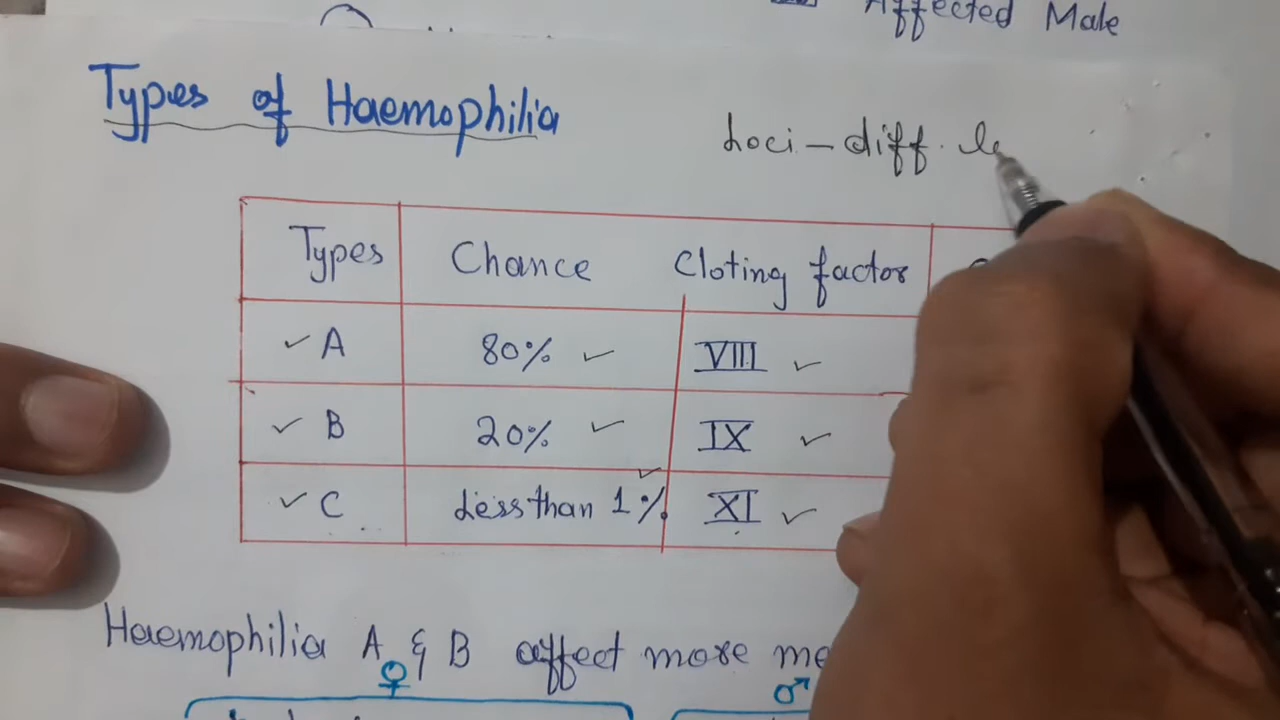 Affected Male
Types of Haemophilia
Loci - diff. lo
Types Chance Cloting factor
A 80% VIII
B 20% IX
C Less than 1% XI
Haemophilia A & B affect more
♀ ♂